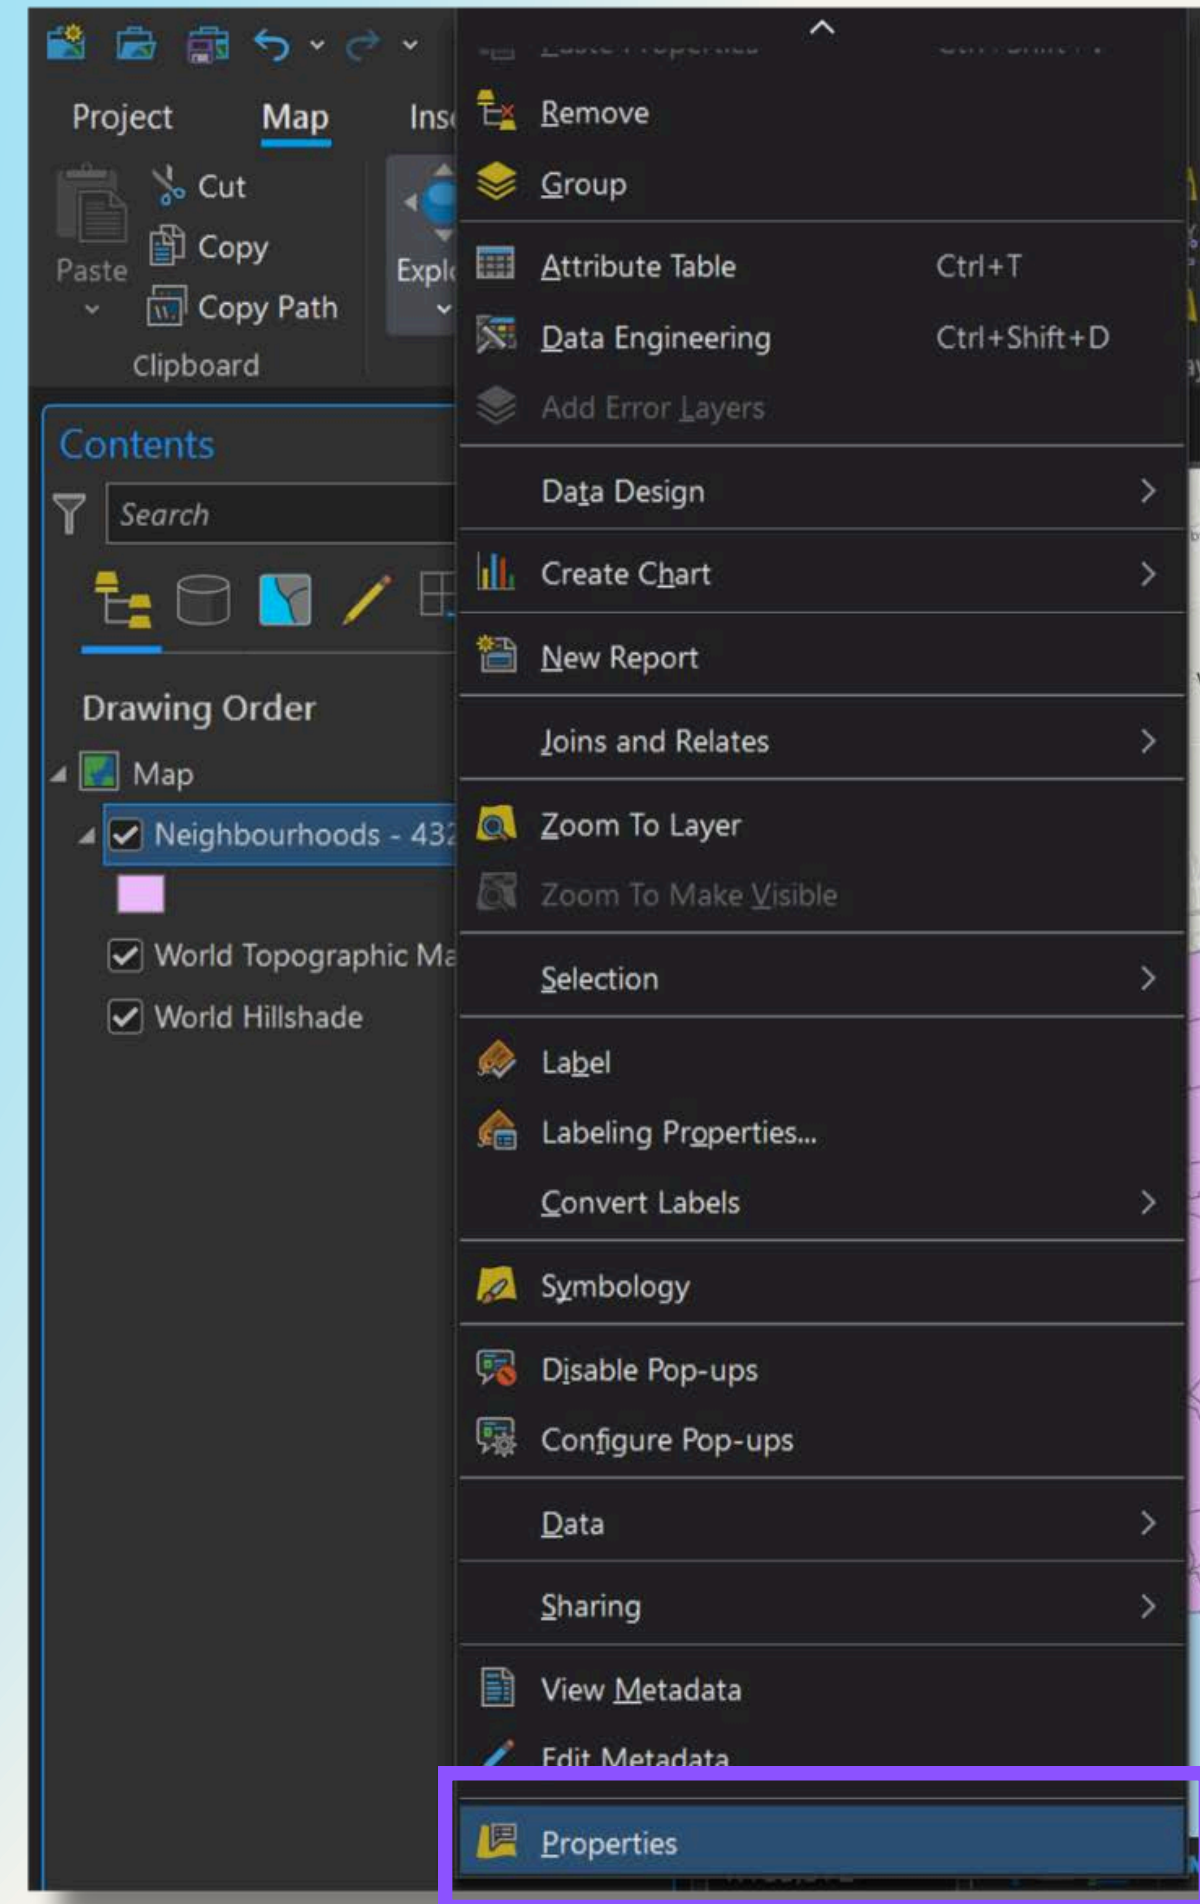 Project
Map
Cut
Copy
Copy Path
Paste
Clipboard
Contents
Search
Drawing Order
Map
Neighbourhoods - 432
World Topographic
World Hillshade
Remove
Group
Attribute Table Ctrl+T
Data Engineering Ctrl+Shift+D
Add Error Layers
Data Design
Create Chart
New Report
Joins and Relates
Zoom To Layer
Zoom To Make Visible
Selection
Label
Labeling Properties...
Convert Labels
Symbology
Disable Pop-ups
Configure Pop-ups
Data
Sharing
View Metadata
Edit Metadata
Properties